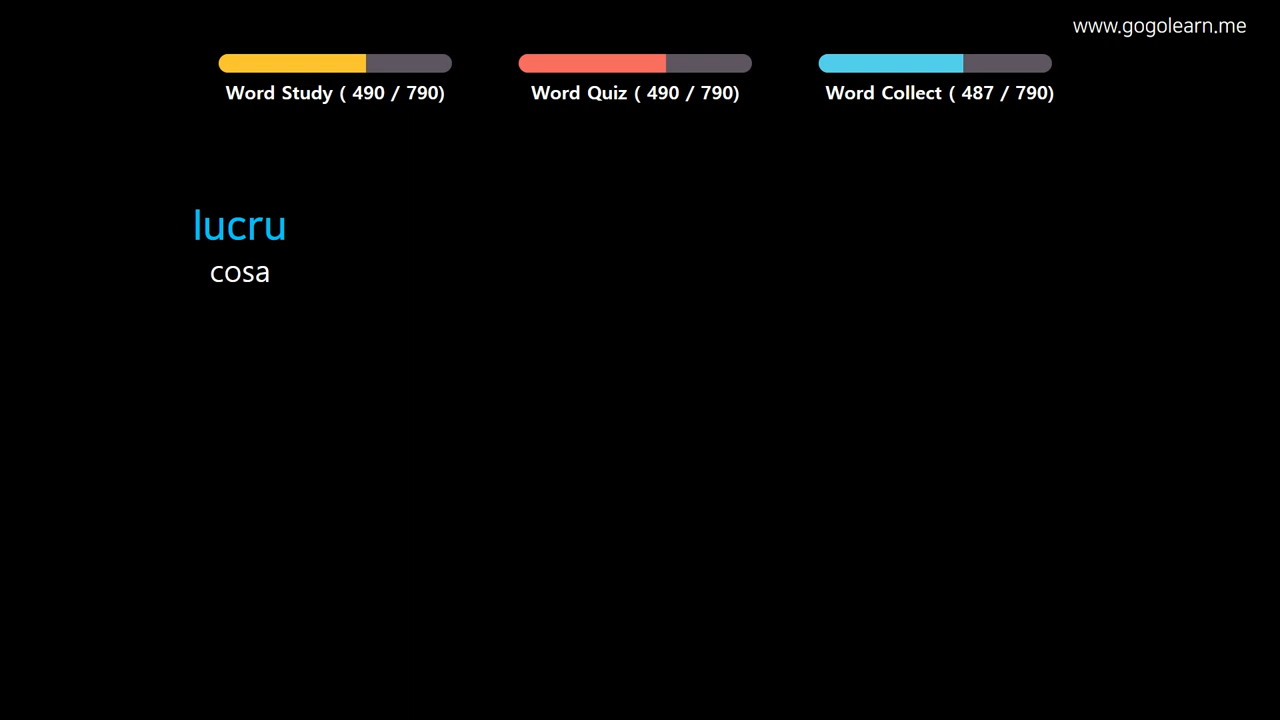 www.gogolearn.me
Word Study ( 490 / 790)
Word Quiz ( 490 / 790)
Word Collect ( 487 / 790)
lucru
cosa